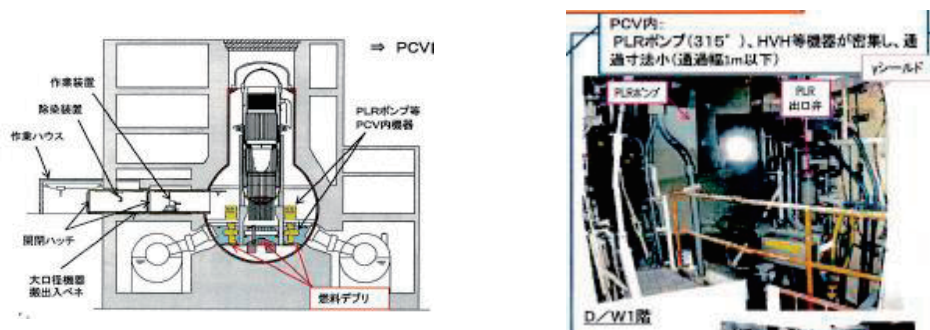 ⇒ PCVI
作業装置
除染装置
作業ハウス
PLRポンプ等
PCV内機器
開閉ハッチ
大口径機器
搬出入ペネ
燃料デブリ
PCV内:
PLRポンプ(315°)、HVH等機器が密集し、通
過寸法小(通過幅1m以下)
γシールド
PLRポンプ
PLR
出口弁
D/W1階